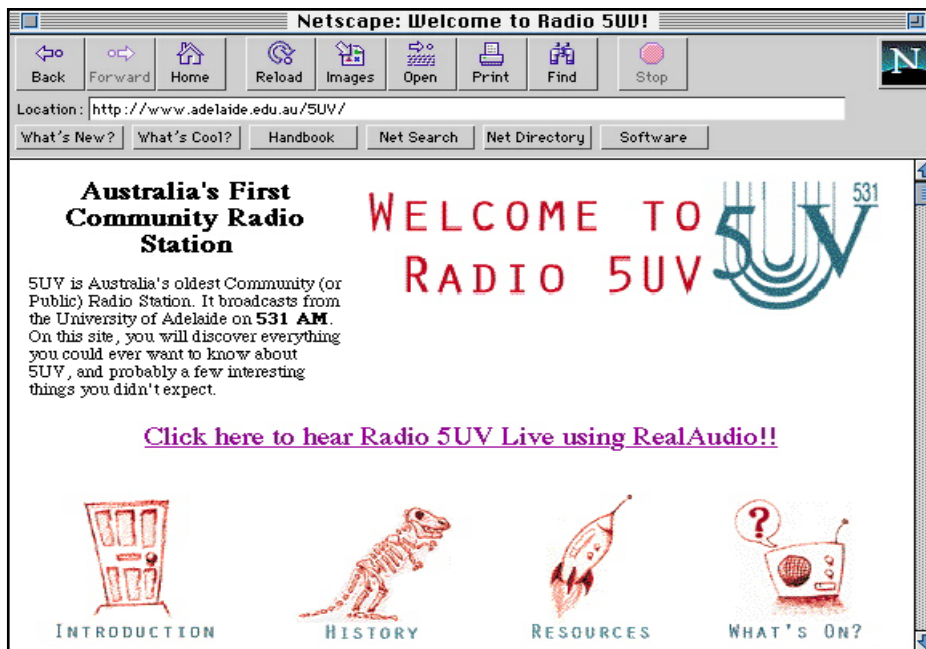 Netscape: Welcome to Radio 5UV!
Back Forward Home Reload Images Open Print Find Stop
N
Location: http://www.adelaide.edu.au/5UV/
What's New? What's Cool? Handbook Net Search Net Directory Software
Australia's First
Community Radio
Station
5UV is Australia's oldest Community (or
Public) Radio Station. It broadcasts from
the University of Adelaide on 531 AM.
On this site, you will discover everything
you could ever want to know about
5UV, and probably a few interesting
things you didn't expect.
WELCOME TO
RADIO 5UV
531
5UV
Click here to hear Radio 5UV Live using RealAudio!!
?
INTRODUCTION HISTORY RESOURCES WHAT'S ON?